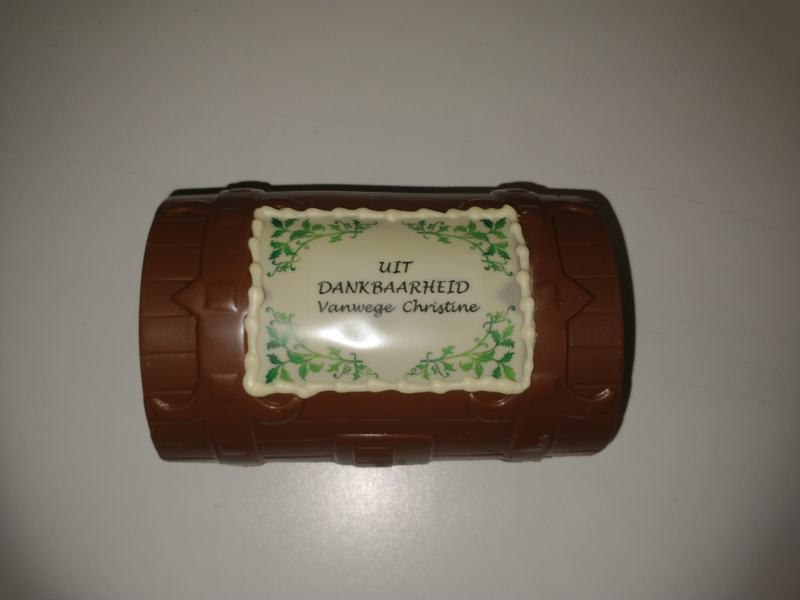 UIT
DANKBAARHEID
Vanwege Christine